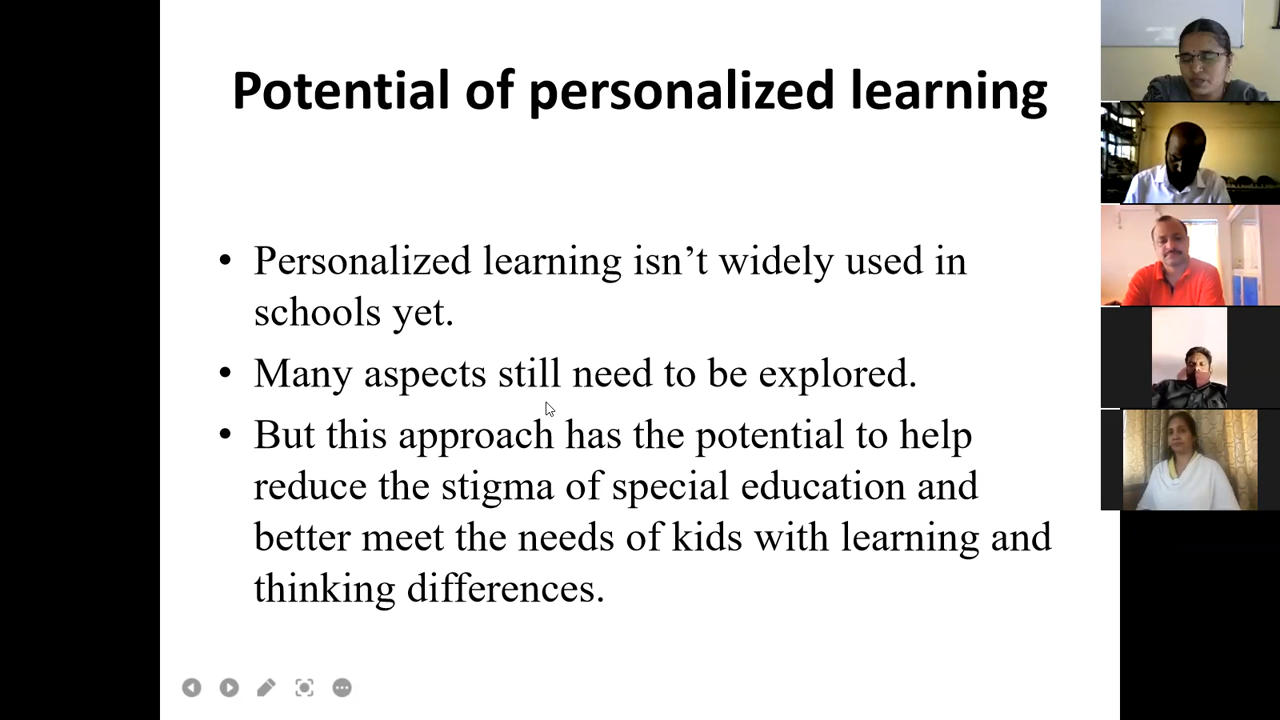 Potential of personalized learning
• Personalized learning isn’t widely used in
schools yet.
• Many aspects still need to be explored.
• But this approach has the potential to help
reduce the stigma of special education and
better meet the needs of kids with learning and
thinking differences.